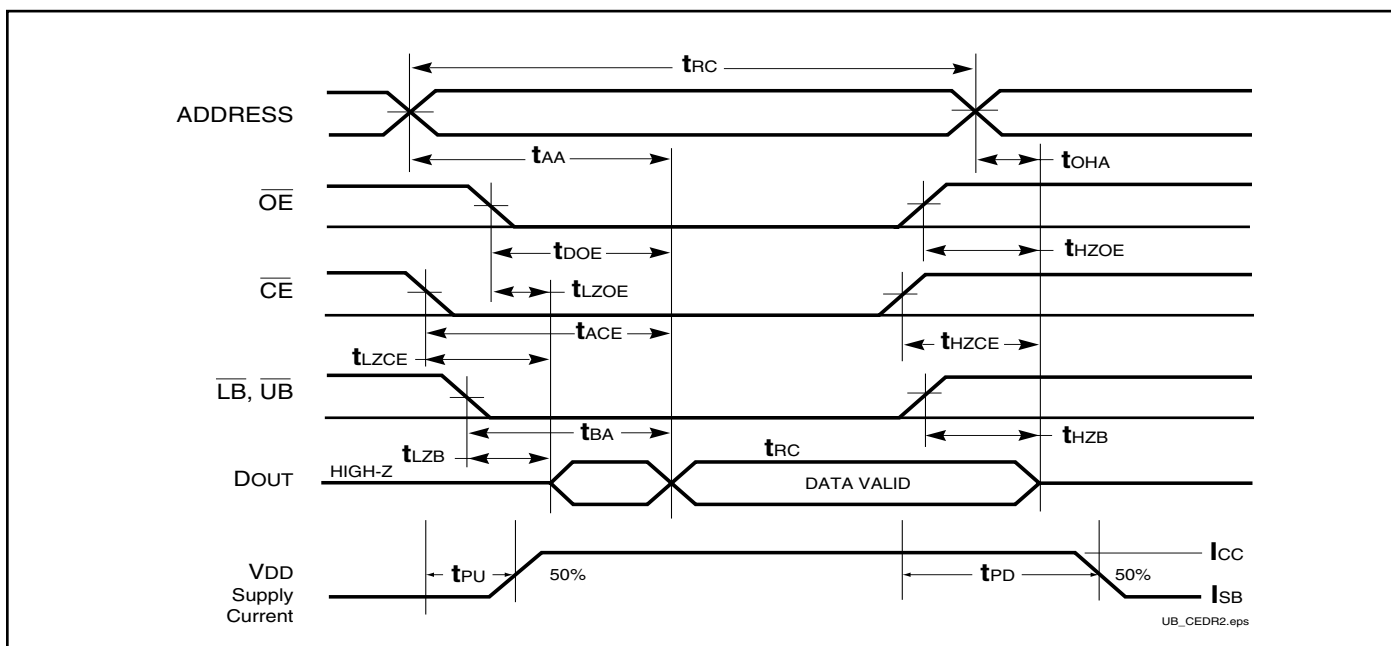 tRC
ADDRESS
tAA
tOHA
OE
tDOE
tHZOE
CE
tLZOE
tACE
tHZCE
tLZCE
LB, UB
tBA
tHZB
tLZB
tRC
DOUT
HIGH-Z
DATA VALID
ICC
VDD
Supply
Current
tPU
50%
tPD
50%
ISB
UB_CEDR2.eps